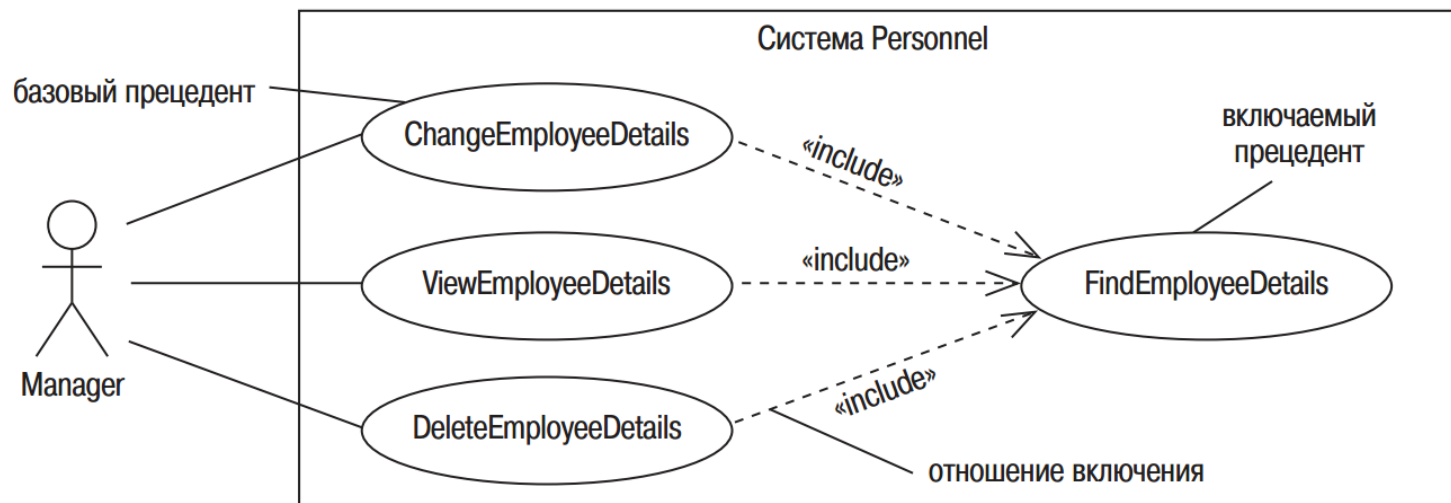 Система Personnel
базовый прецедент
ChangeEmployeeDetails
«include»
включаемый
прецедент
ViewEmployeeDetails
«include»
FindEmployeeDetails
Manager
DeleteEmployeeDetails
«include»
отношение включения